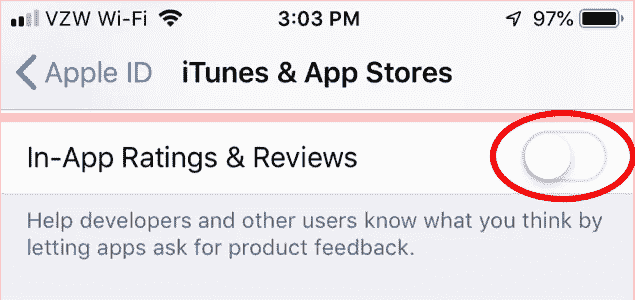 VZW Wi-Fi 3:03 PM 97%
Apple ID iTunes & App Stores
In-App Ratings & Reviews
Help developers and other users know what you think by
letting apps ask for product feedback.